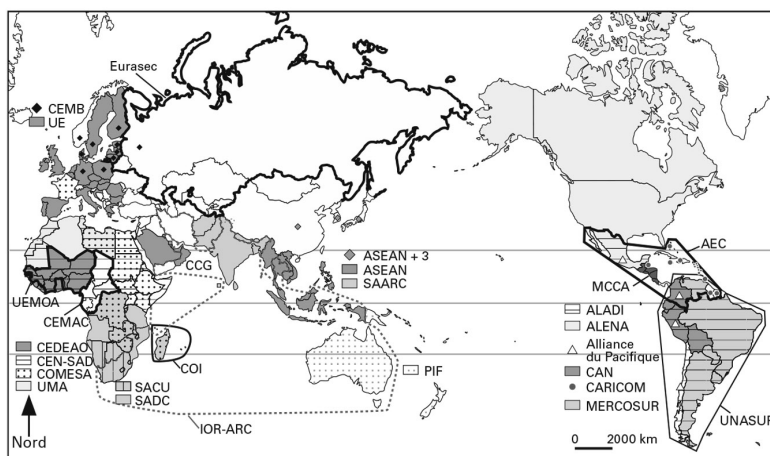 Eurasec
CEMB
UE
CCG
ASEAN + 3
ASEAN
SAARC
AEC
MCCA
UEMOA
CEMAC
CEDEAO
CEN-SAD
COMESA
UMA
COI
SACU
SADC
IOR-ARC
PIF
ALADI
ALENA
Alliance
du Pacifique
CAN
CARICOM
MERCOSUR
UNASUR
Nord
0 2000 km